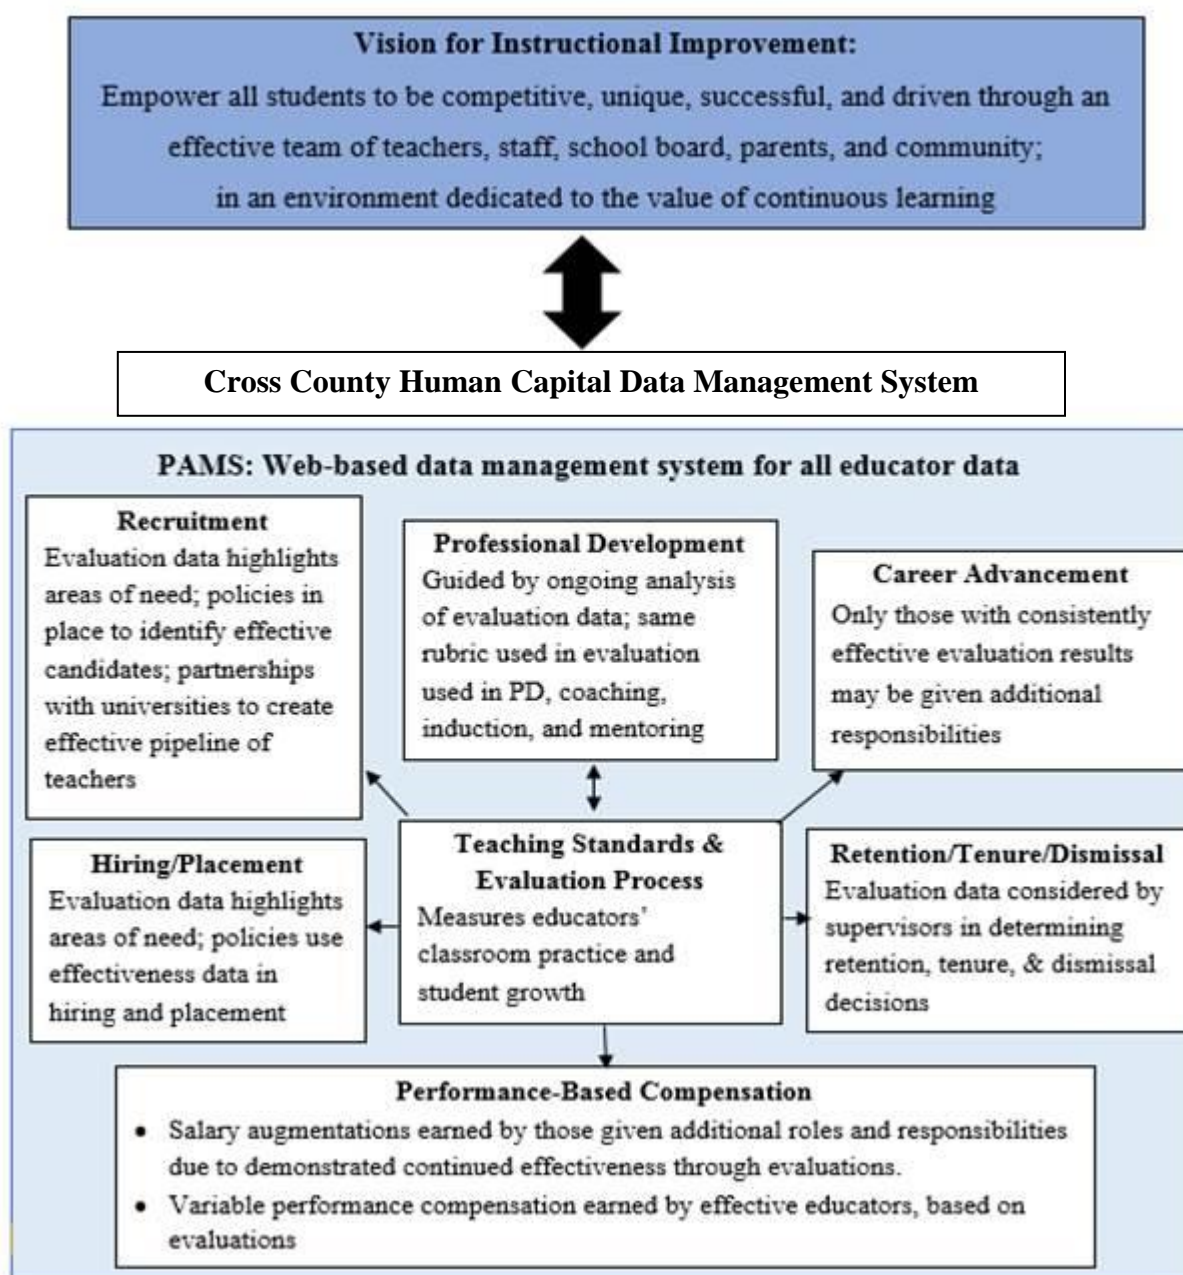 Vision for Instructional Improvement:
Empower all students to be competitive, unique, successful, and driven through an
effective team of teachers, staff, school board, parents, and community;
in an environment dedicated to the value of continuous learning
Cross County Human Capital Data Management System
PAMS: Web-based data management system for all educator data
Recruitment
Evaluation data highlights
areas of need; policies in
place to identify effective
candidates; partnerships
with universities to create
effective pipeline of
teachers
Professional Development
Guided by ongoing analysis
of evaluation data; same
rubric used in evaluation
used in PD, coaching,
induction, and mentoring
Career Advancement
Only those with consistently
effective evaluation results
may be given additional
responsibilities
Hiring/Placement
Evaluation data highlights
areas of need; policies use
effectiveness data in
hiring and placement
Teaching Standards &
Evaluation Process
Measures educators'
classroom practice and
student growth
Retention/Tenure/Dismissal
Evaluation data considered by
supervisors in determining
retention, tenure, & dismissal
decisions
Performance-Based Compensation
• Salary augmentations earned by those given additional roles and responsibilities
due to demonstrated continued effectiveness through evaluations.
• Variable performance compensation earned by effective educators, based on
evaluations